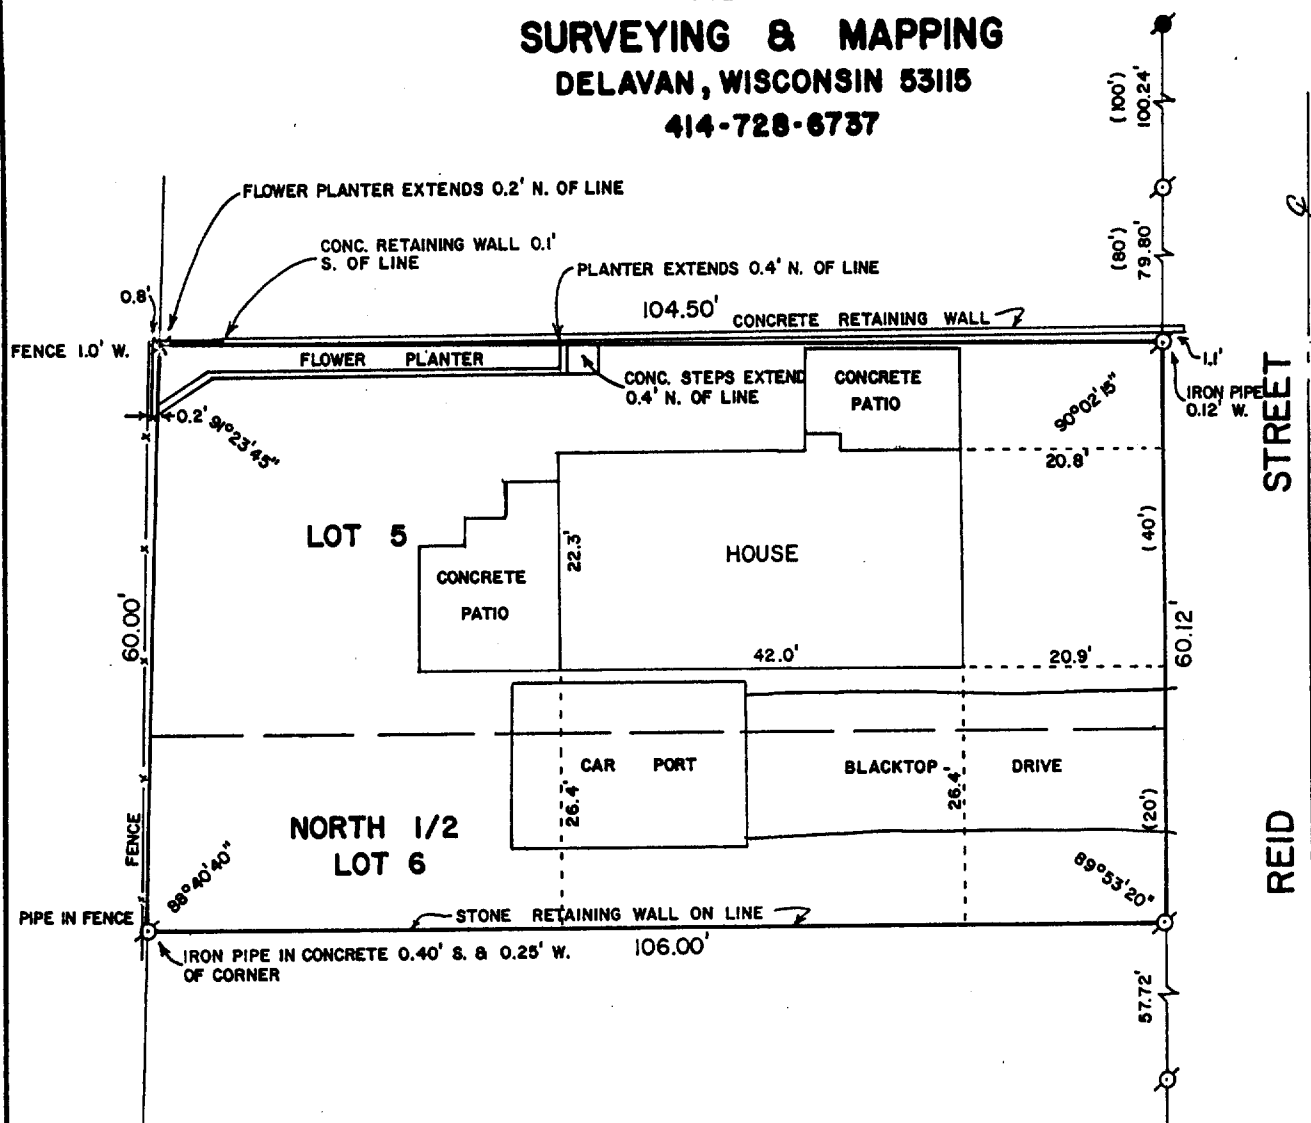 SURVEYING & MAPPING
DELAVAN, WISCONSIN 53115
414-728-6737
(100')
100.24'
FLOWER PLANTER EXTENDS 0.2' N. OF LINE
CONC. RETAINING WALL 0.1'
S. OF LINE
PLANTER EXTENDS 0.4' N. OF LINE
(80')
79.80'
0.8'
104.50'
CONCRETE RETAINING WALL
FENCE 1.0' W.
FLOWER PLANTER
CONC. STEPS EXTEND
0.4' N. OF LINE
CONCRETE
PATIO
90°02'15"
1.1'
IRON PIPE
0.12' W.
0.2'
91°23'45"
20.8'
STREET
LOT 5
22.3'
HOUSE
(40')
CONCRETE
PATIO
60.00'
42.0'
20.9'
60.12'
CAR PORT
BLACKTOP
DRIVE
26.4'
26.4'
(20')
FENCE
NORTH 1/2
LOT 6
88°40'40"
89°53'20"
REID
PIPE IN FENCE
STONE RETAINING WALL ON LINE
IRON PIPE IN CONCRETE 0.40' S. & 0.25' W.
OF CORNER
106.00'
57.72'